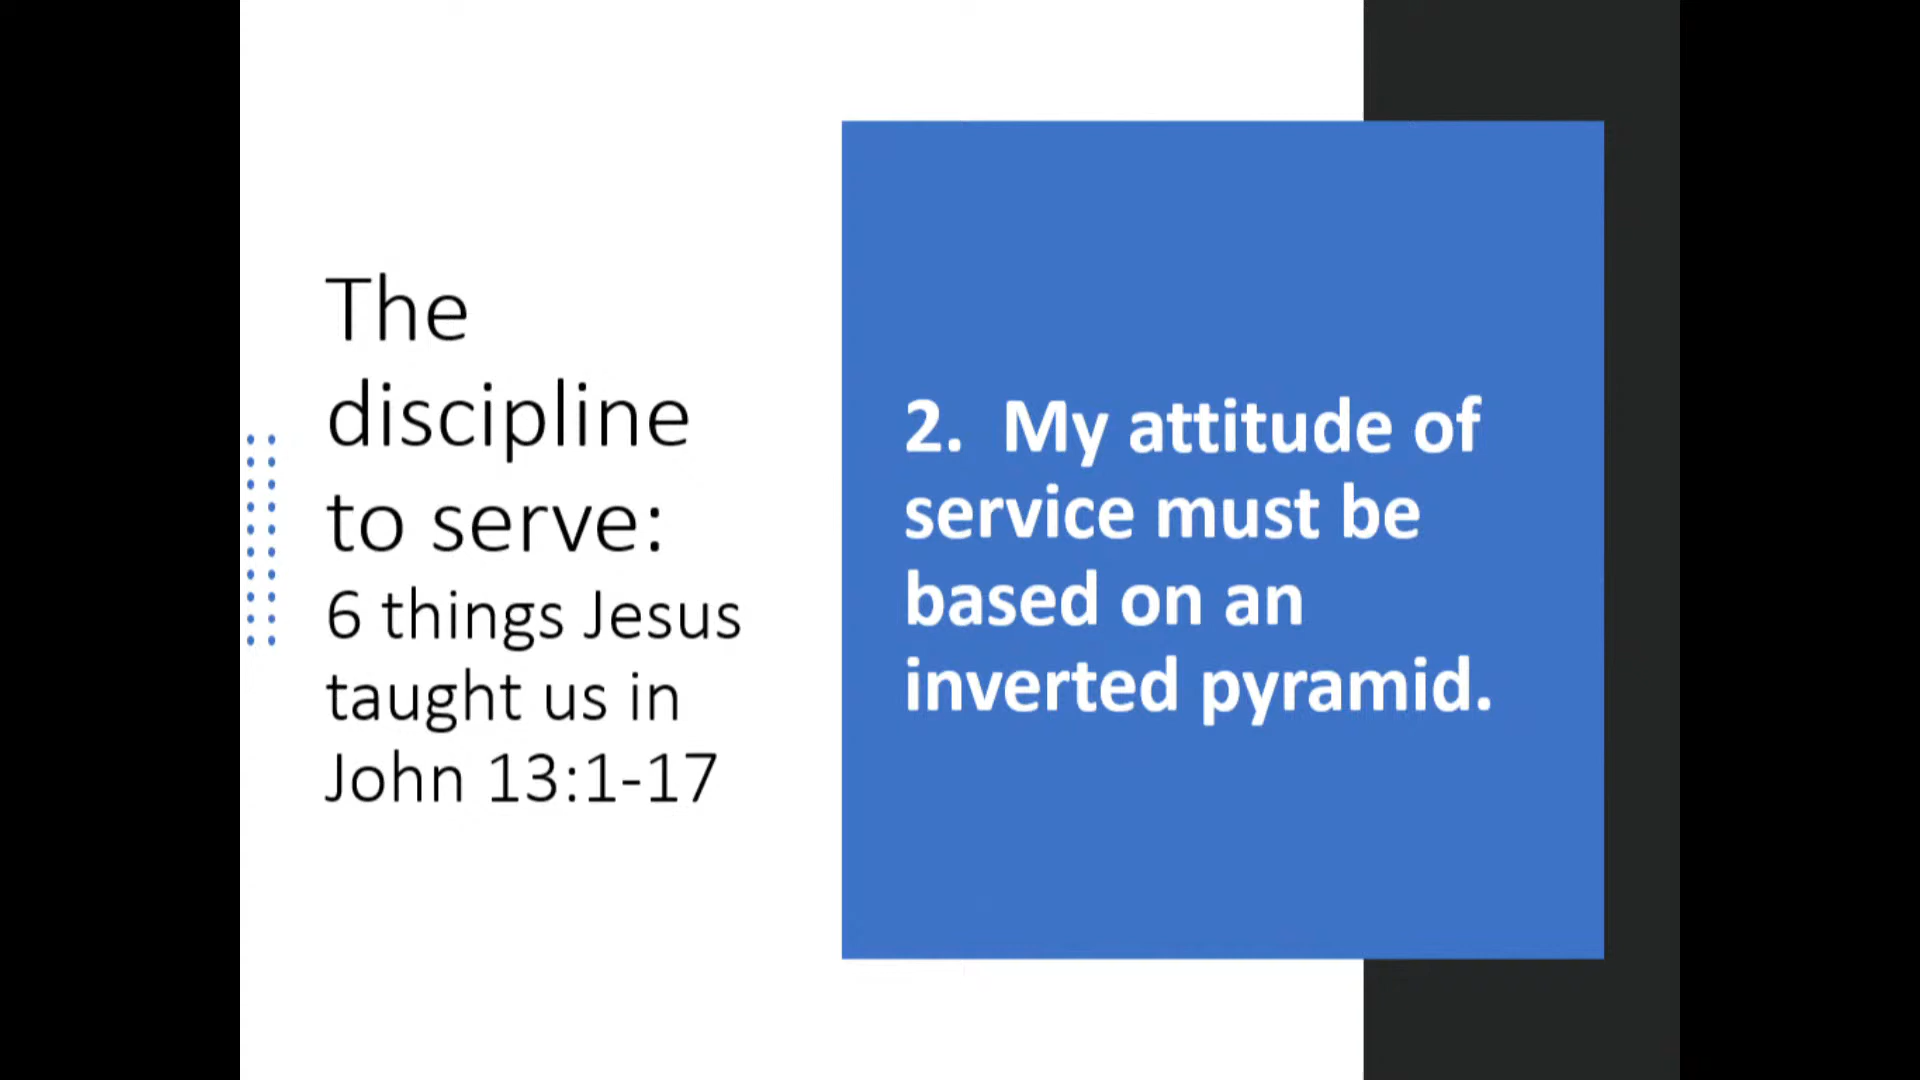 The
discipline
to serve:
6 things Jesus
taught us in
John 13:1-17
2.  My attitude of
service must be
based on an
inverted pyramid.